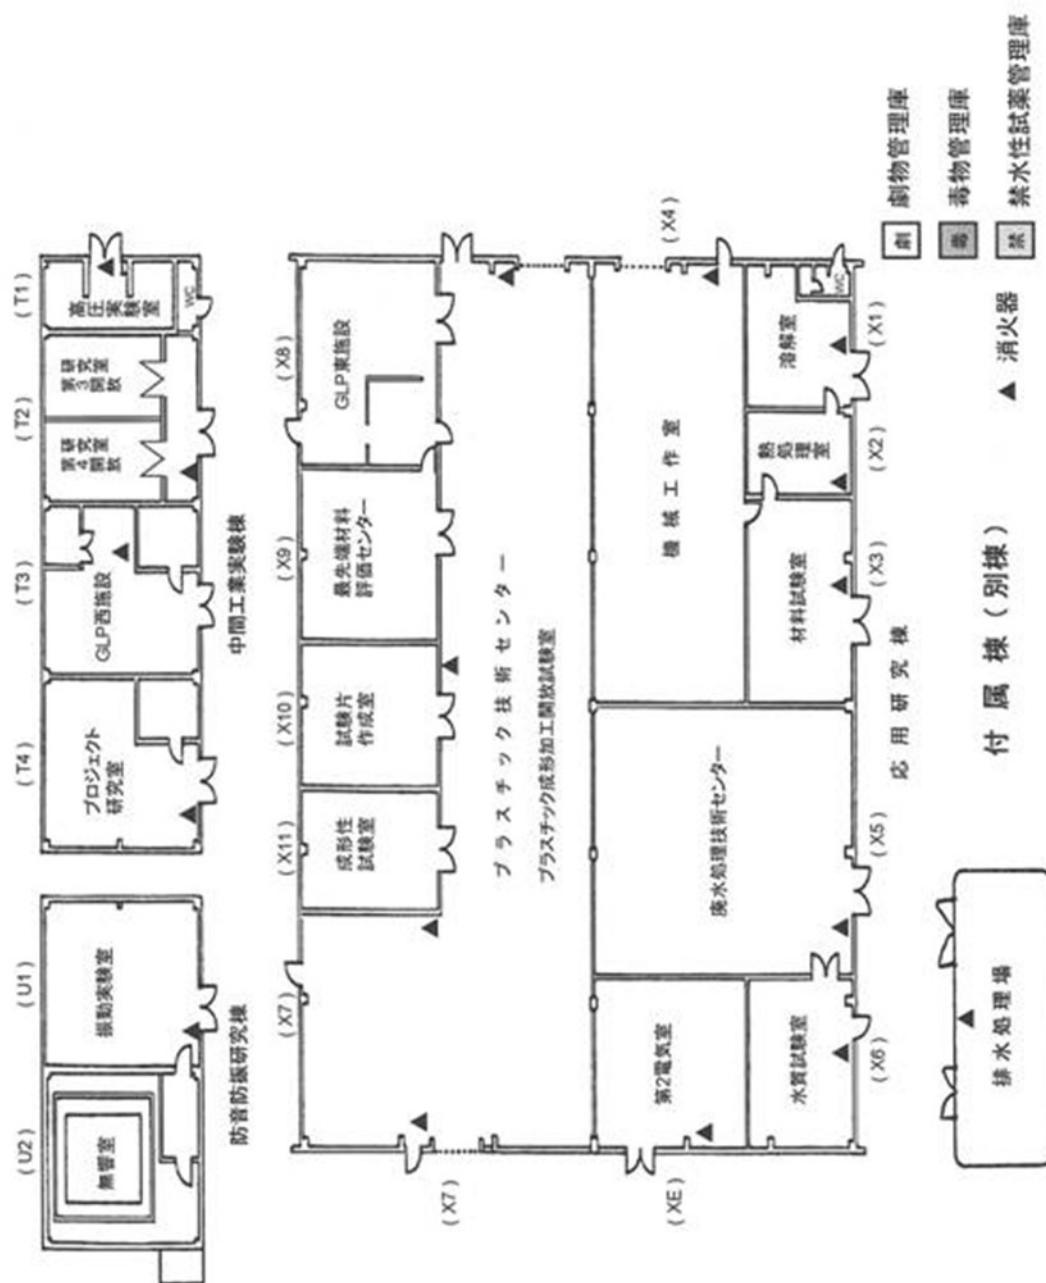 (U2)
(U1)
(T4)
(T3)
(T2)
(T1)
無響室
振動実験室
プロジェクト
研究室
GLP西施設
第4開放
研究室
第3開放
研究室
高圧実験室
WC
防音防振研究棟
中間工業実験棟
(X7)
(X11)
(X10)
(X9)
(X8)
成形性
試験室
試験片
作成室
最先端材料
評価センター
GLP東施設
(X7)
プラスチック技術センター
プラスチック成形加工開放試験室
(XE)
第2電気室
廃水処理技術センター
機械工作室
(X4)
水質試験室
材料試験室
熱処理室
溶解室
WC
(X6)
(X5)
(X3)
(X2)
(X1)
応用研究棟
排水処理場
付属棟(別棟)
▲ 消火器
劇 劇物管理庫
毒 毒物管理庫
禁 禁水性試薬管理庫